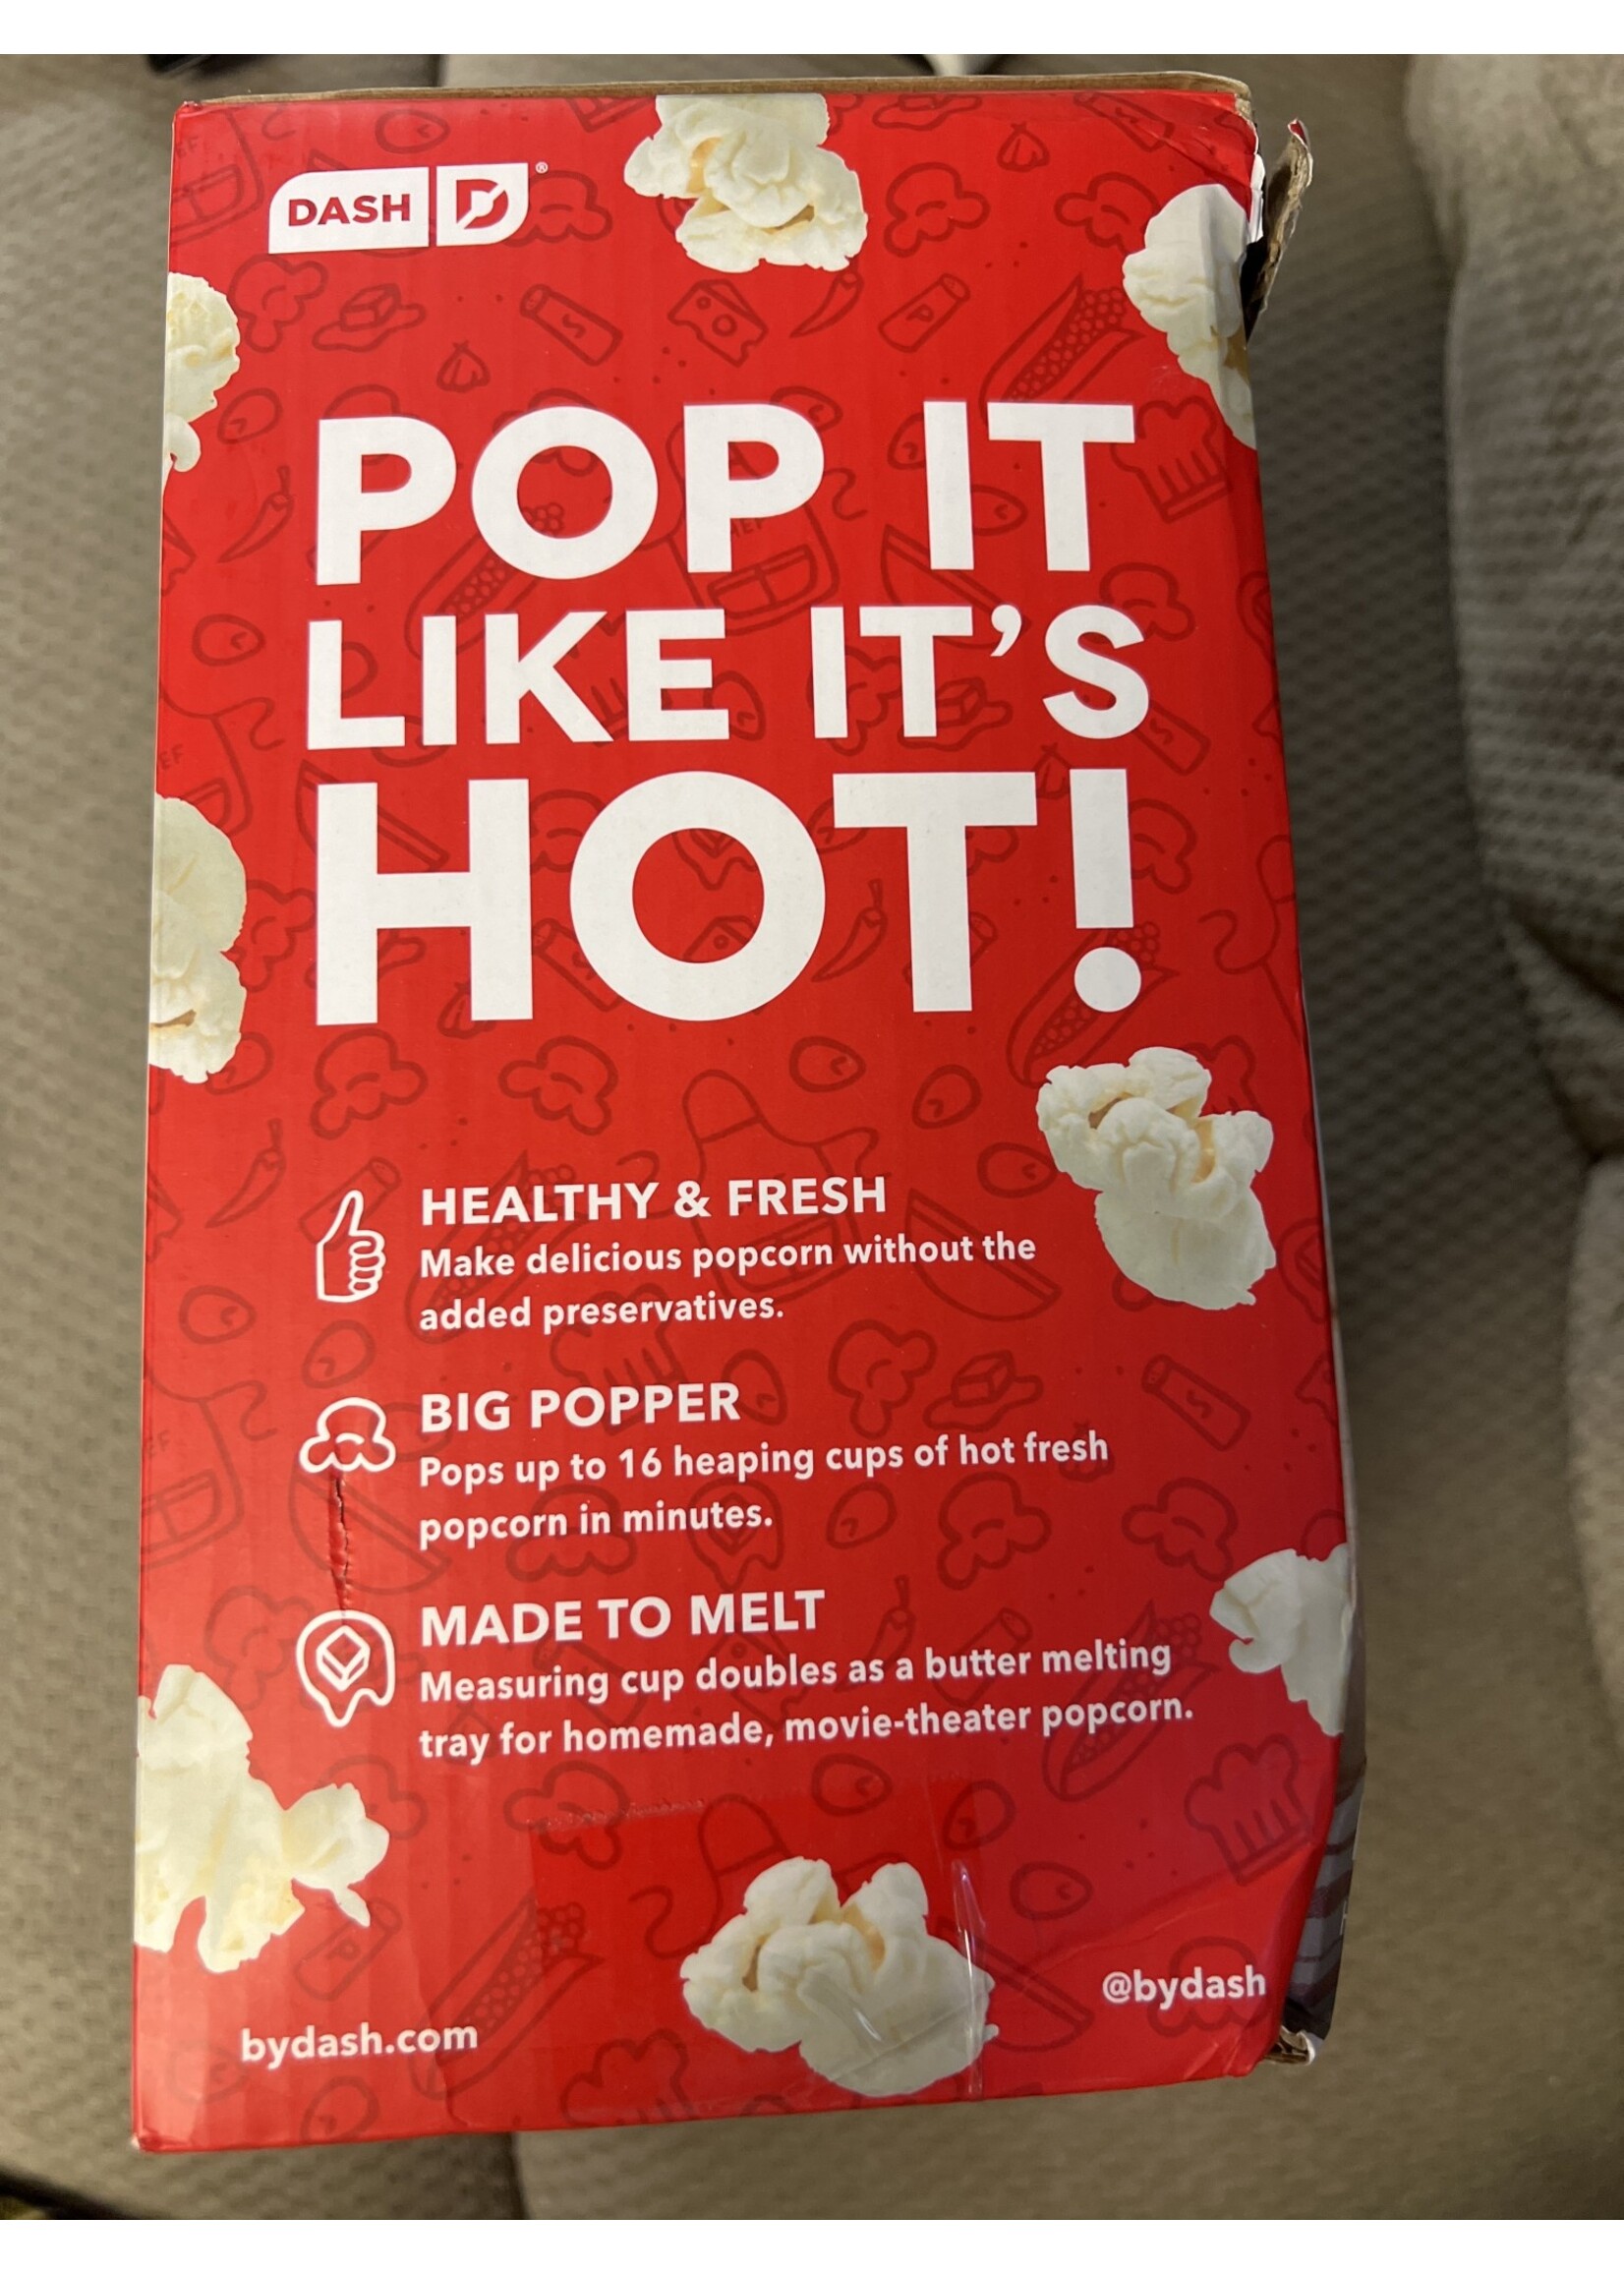 DASH D®
POP IT
LIKE IT'S
HOT!
HEALTHY & FRESH
Make delicious popcorn without the
added preservatives.
BIG POPPER
Pops up to 16 heaping cups of hot fresh
popcorn in minutes.
MADE TO MELT
Measuring cup doubles as a butter melting
tray for homemade, movie-theater popcorn.
@bydash
bydash.com